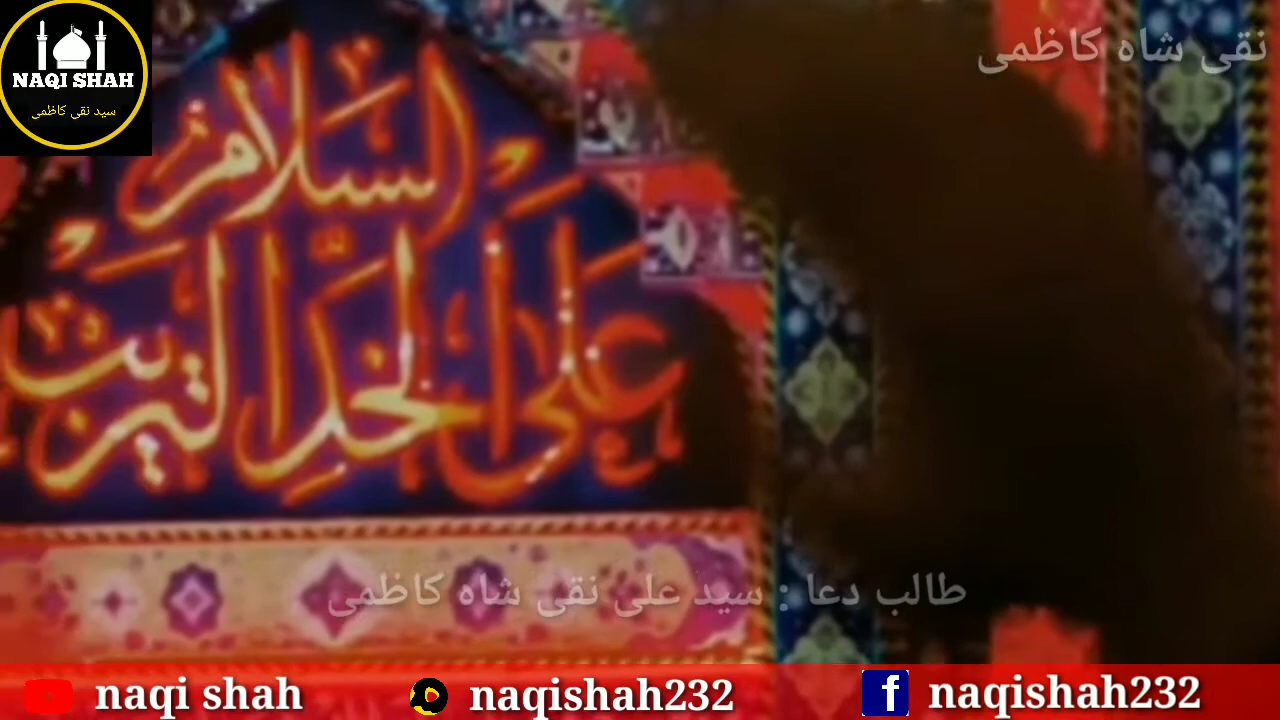 NAQI SHAH
سید نقی کاظمی
نقی شاہ کاظمی
السلام
علی الخد التریب
طالب دعا : سید علی نقی شاہ کاظمی
naqi shah
naqishah232
naqishah232